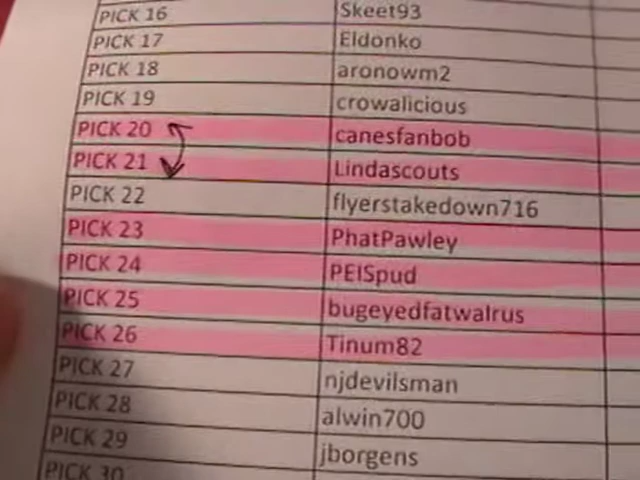 PICK 16 Skeet93
PICK 17 Eldonko
PICK 18 aronowm2
PICK 19 crowalicious
PICK 20 canesfanbob
PICK 21 Lindascouts
PICK 22 flyerstakedown716
PICK 23 PhatPawley
PICK 24 PEISpud
PICK 25 bugeyedfatwalrus
PICK 26 Tinum82
PICK 27 njdevilsman
PICK 28 alwin700
PICK 29 jborgens
PICK 30